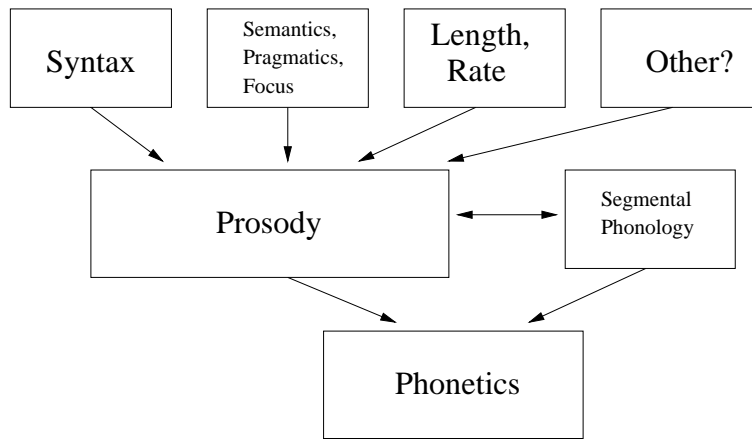 Syntax
Semantics,
Pragmatics,
Focus
Length,
Rate
Other?
Prosody
Segmental
Phonology
Phonetics